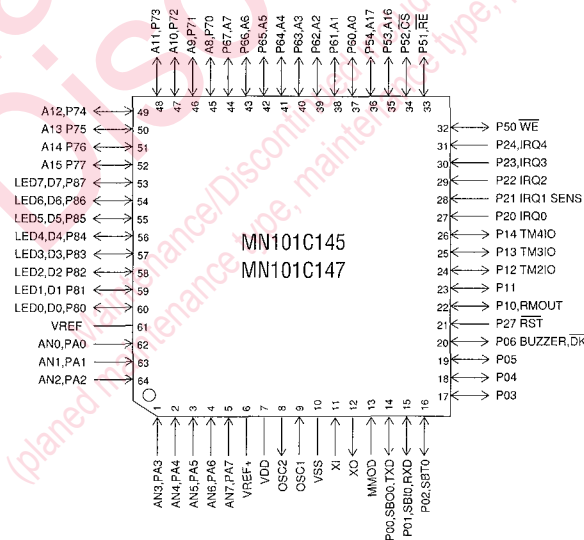 A11,P73
A10,P72
A9,P71
A8,P70
P67,A7
P66,A6
P65,A5
P64,A4
P63,A3
P62,A2
P61,A1
P60,A0
P54,A17
P53,A16
P52,CS
P51,RE
48 47 46 45 44 43 42 41 40 39 38 37 36 35 34 33
A12,P74 49
A13 P75 50
A14 P76 51
A15 P77 52
LED7,D7,P87 53
LED6,D6,P86 54
LED5,D5,P85 55
LED4,D4,P84 56
LED3,D3,P83 57
LED2,D2 P82 58
LED1,D1 P81 59
LED0,D0,P80 60
VREF 61
AN0,PA0 62
AN1,PA1 63
AN2,PA2 64
MN101C145
MN101C147
32 P50 WE
31 P24,IRQ4
30 P23,IRQ3
29 P22 IRQ2
28 P21 IRQ1 SENS
27 P20 IRQ0
26 P14 TM4IO
25 P13 TM3IO
24 P12 TM2IO
23 P11
22 P10,RMOUT
21 P27 RST
20 P06 BUZZER,DK
19 P05
18 P04
17 P03
1 2 3 4 5 6 7 8 9 10 11 12 13 14 15 16
AN3,PA3
AN4,PA4
AN5,PA5
AN6,PA6
AN7,PA7
VREF+
VDD
OSC2
OSC1
VSS
XI
XO
MMOD
P00,SBO0,TXD
P01,SBI0,RXD
P02,SBT0
Maintenance/Discontinued
(planed maintenance type, maintenance type,